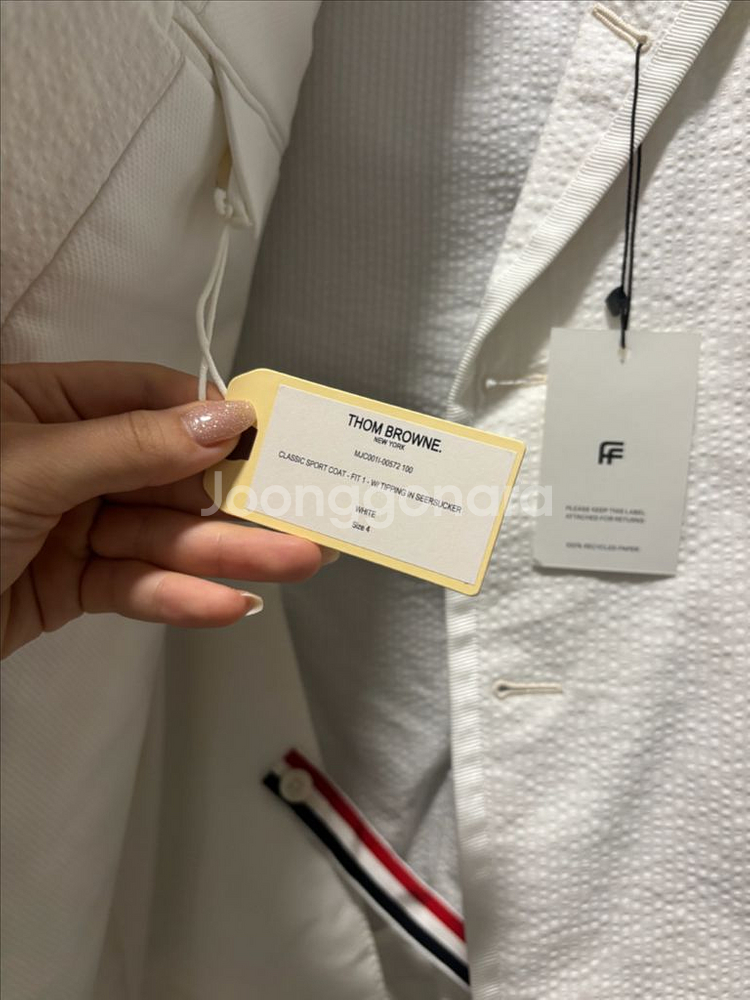 THOM BROWNE.
NEW YORK
MJC001I-00572 100
CLASSIC SPORT COAT - FIT 1 - W/ TIPPING IN SEERSUCKER
WHITE
Size 4
Joonggonara
FF
PLEASE KEEP THIS LABEL
ATTACHED FOR RETURNS
100% RECYCLED PAPER